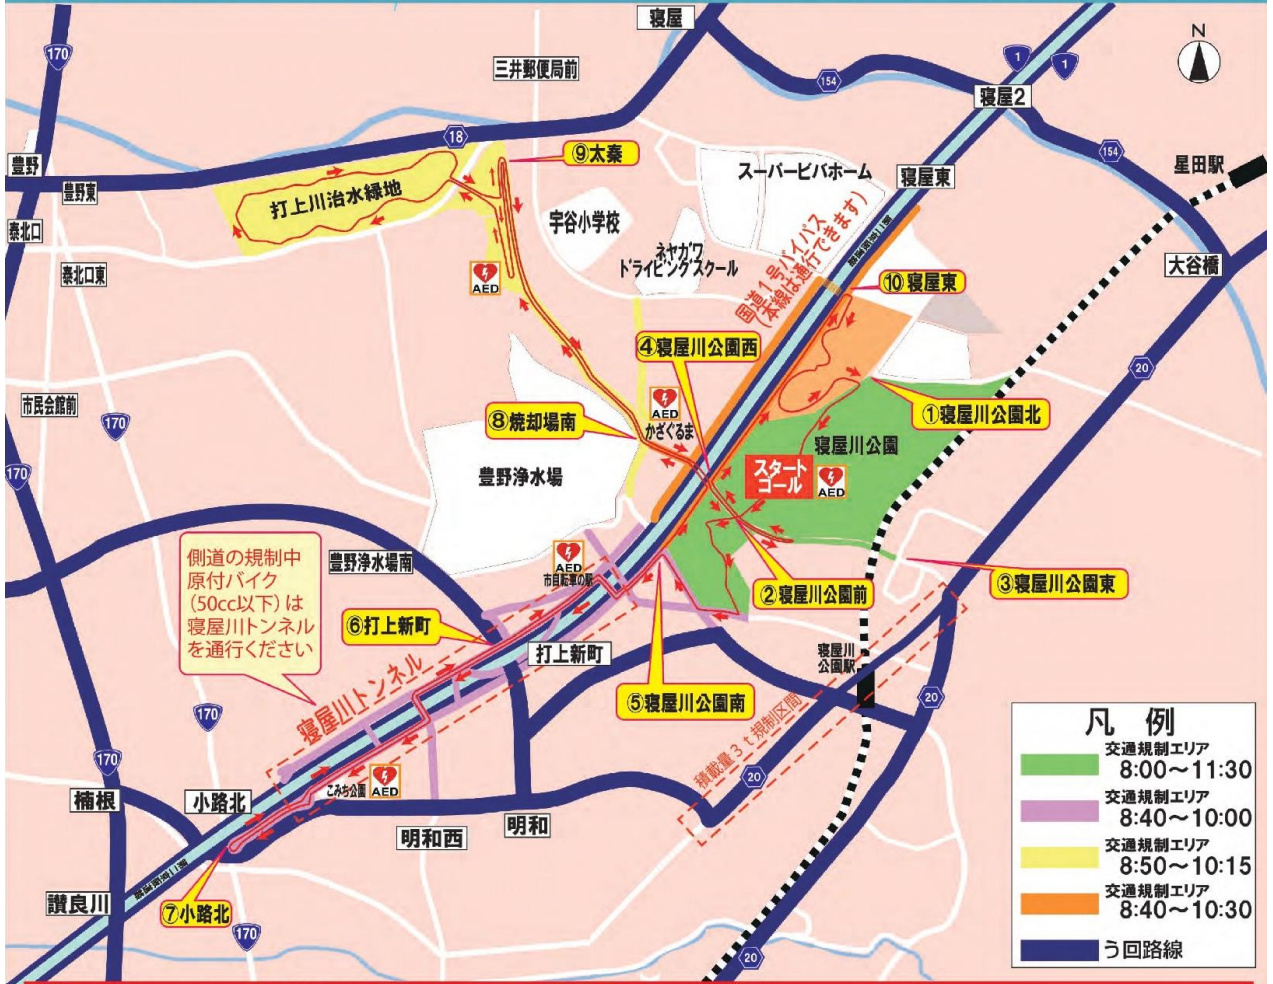 寝屋
170
三井郵便局前
154
1
1
N
寝屋2
18
⑨太秦
スーパービバホーム
154
星田駅
豊野
豊野東
打上川治水緑地
寝屋東
秦北口
宇谷小学校
ネヤガワ
ドライビングスクール
国道1号バイパス
(本線は通行できます)
大谷橋
秦北口東
AED
⑩寝屋東
④寝屋川公園西
20
市民会館前
170
AED
かざぐるま
①寝屋川公園北
⑧焼却場南
寝屋川公園
170
豊野浄水場
スタート
ゴール
AED
側道の規制中
原付バイク
(50cc以下)は
寝屋川トンネル
を通行ください
豊野浄水場南
AED
市自転車の駅
②寝屋川公園前
③寝屋川公園東
⑥打上新町
打上新町
寝屋川
公園駅
寝屋川トンネル
⑤寝屋川公園南
20
170
積載量3t規制区間
凡 例
交通規制エリア
8:00～11:30
170
20
楠根
小路北
こみち公園
AED
交通規制エリア
8:40～10:00
明和西
明和
交通規制エリア
8:50～10:15
讃良川
⑦小路北
交通規制エリア
8:40～10:30
170
20
う回路線